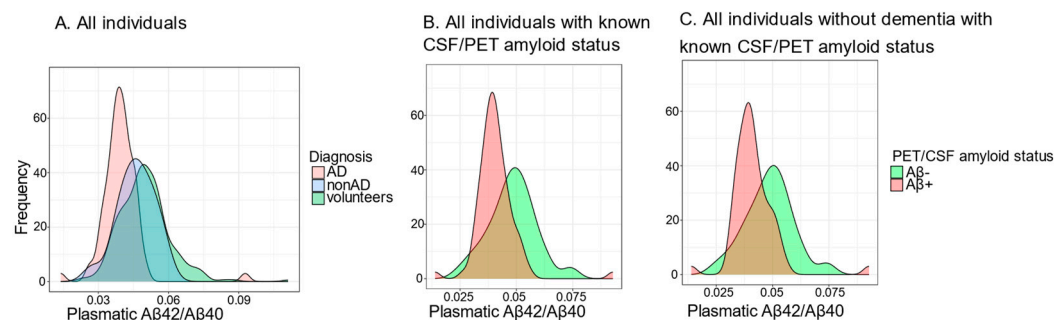 A. All individuals
B. All individuals with known
CSF/PET amyloid status
C. All individuals without dementia with
known CSF/PET amyloid status
Frequency
60
40
20
0
0.03
0.06
0.09
Plasmatic Aβ42/Aβ40
Diagnosis
AD
nonAD
volunteers
60
40
20
0
0.025
0.05
0.075
Plasmatic Aβ42/Aβ40
60
40
20
0
0.025
0.05
0.075
Plasmatic Aβ42/Aβ40
PET/CSF amyloid status
Aβ-
Aβ+